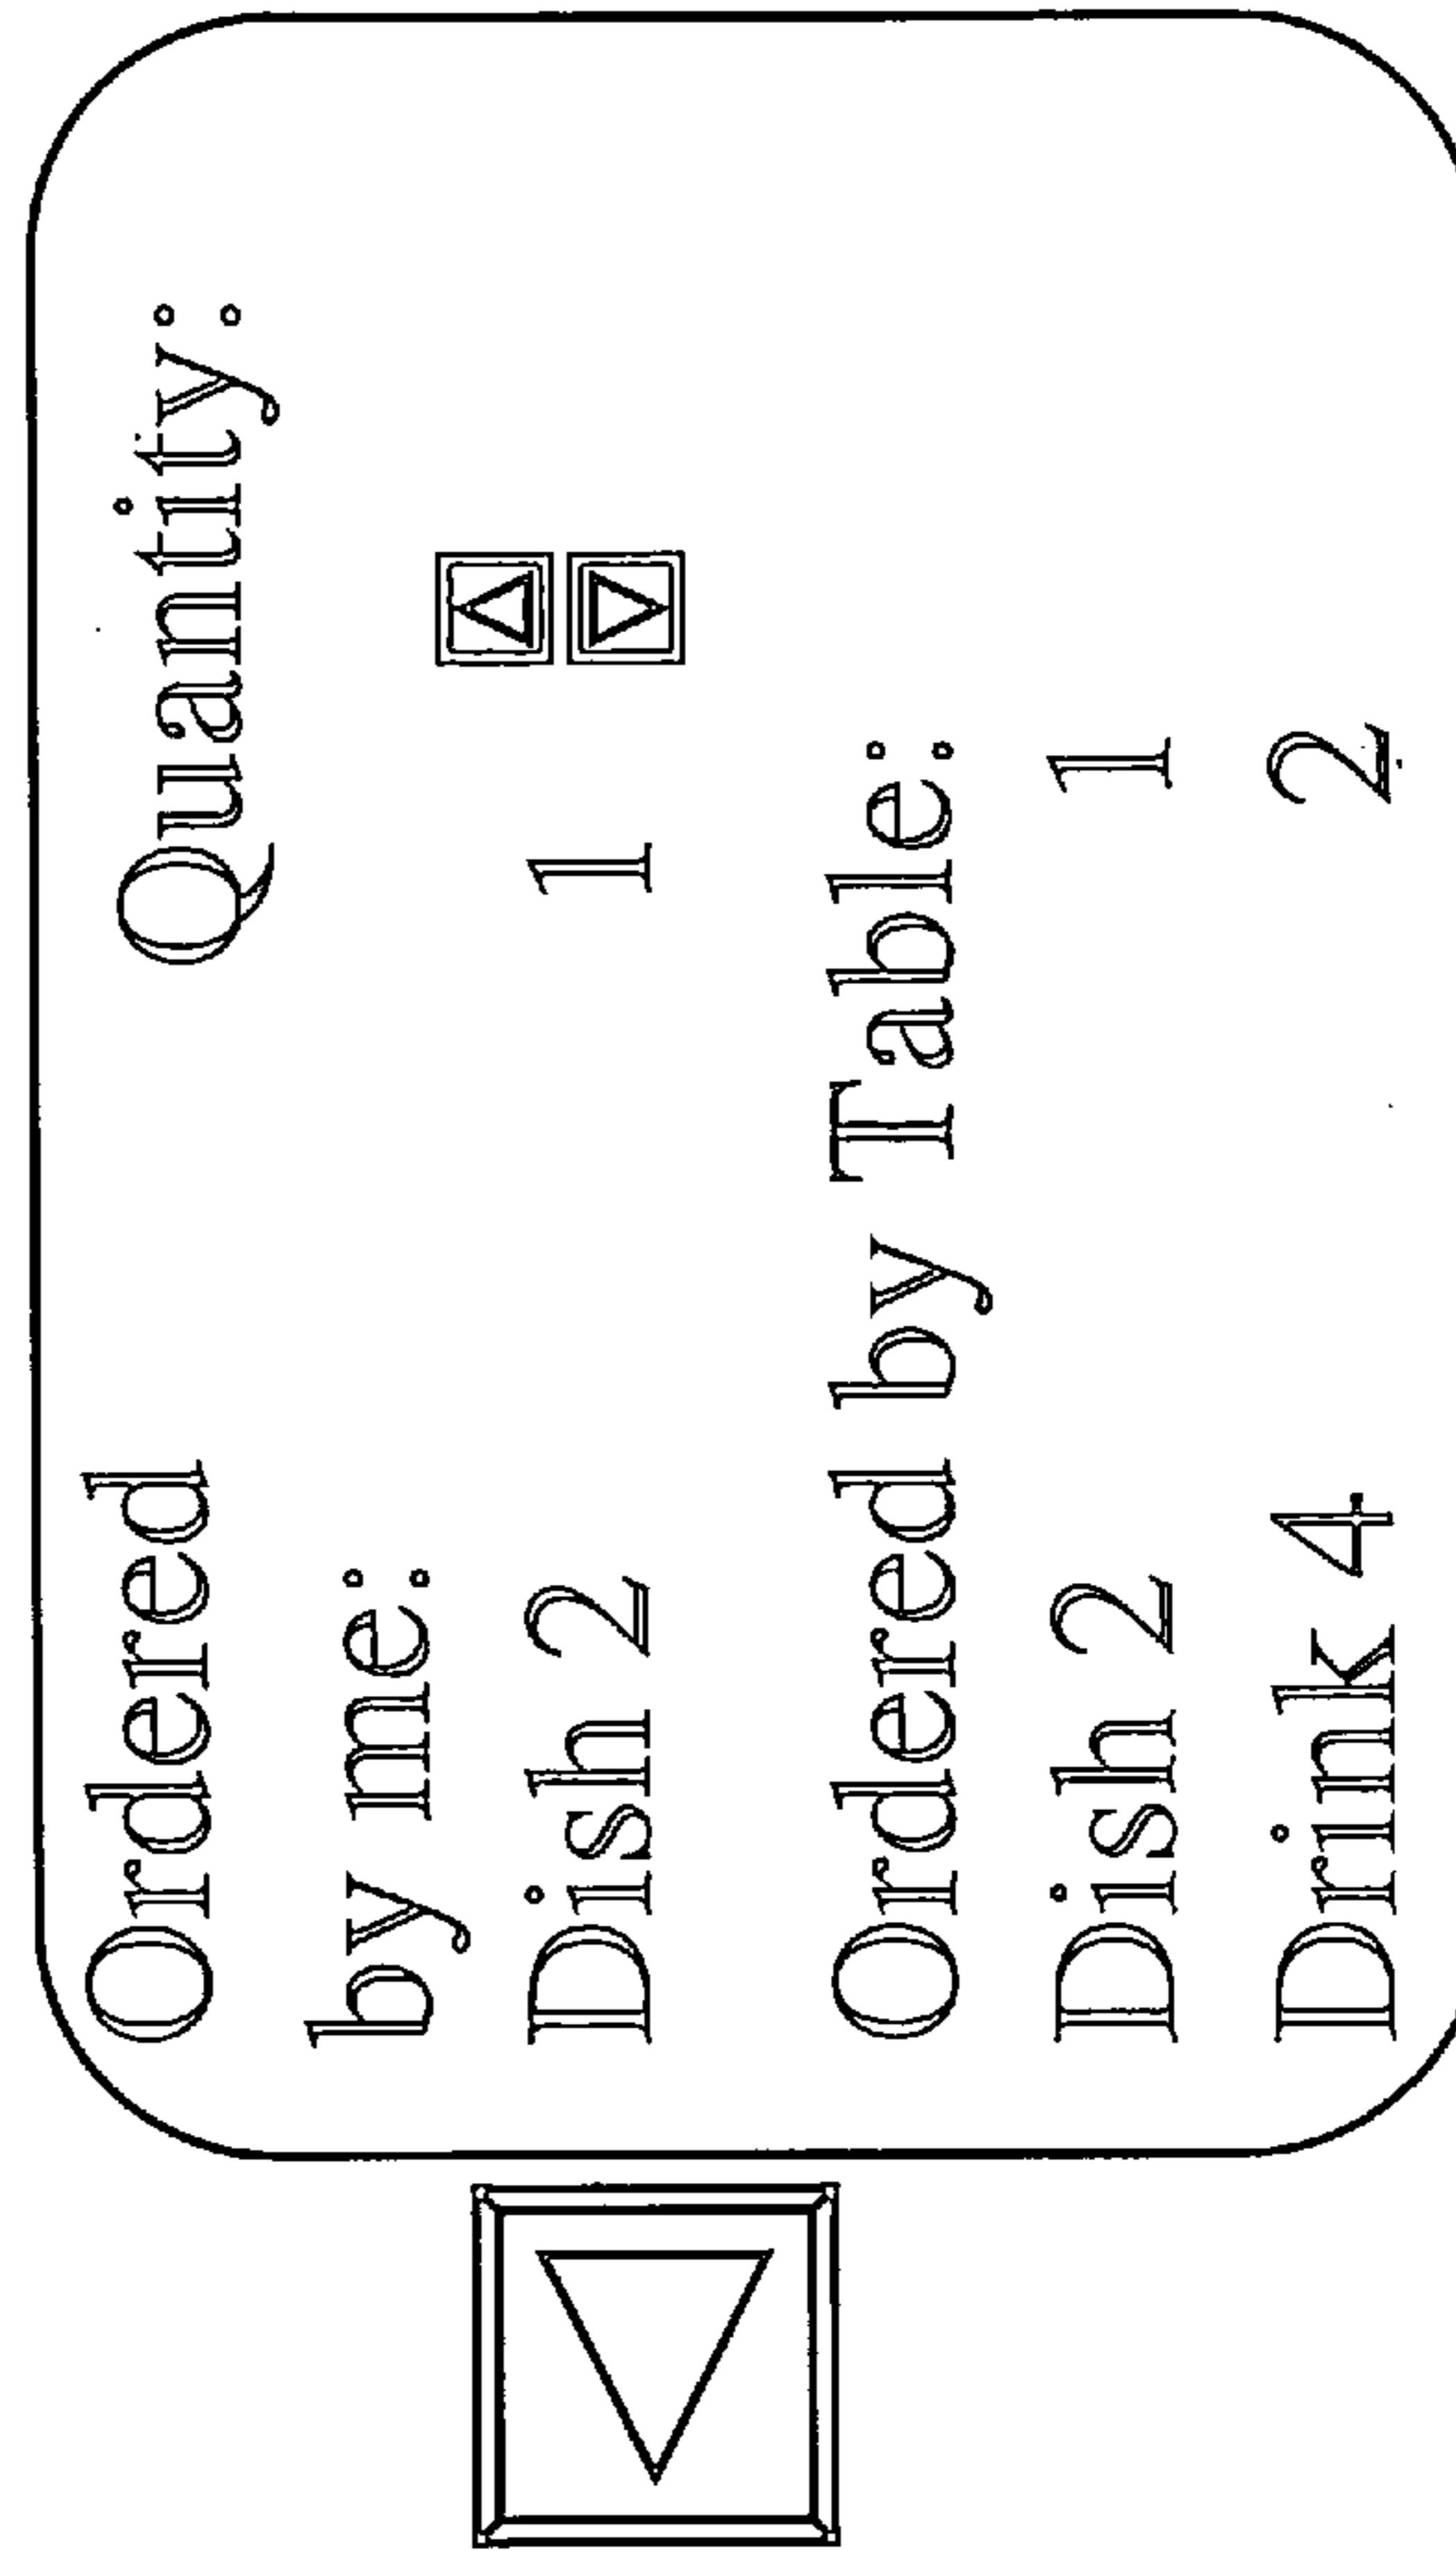 Ordered
by me:
Quantity:
Dish 2 1
Ordered by Table:
Dish 2 1
Drink 4 2